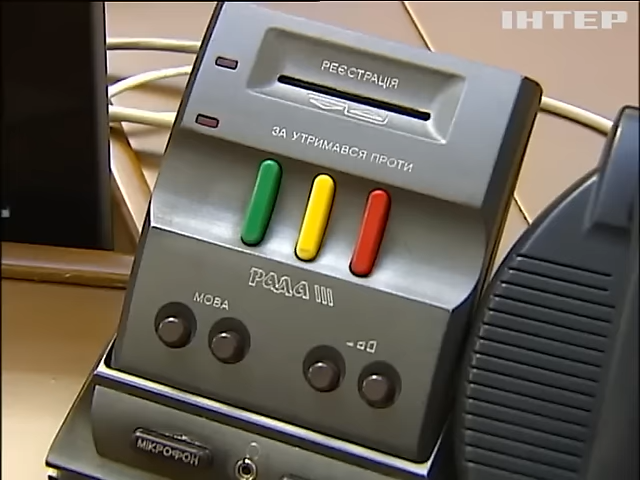 ІНТЕР
РЕЄСТРАЦІЯ
ЗА УТРИМАВСЯ ПРОТИ
РАДА III
МОВА
МІКРОФОН